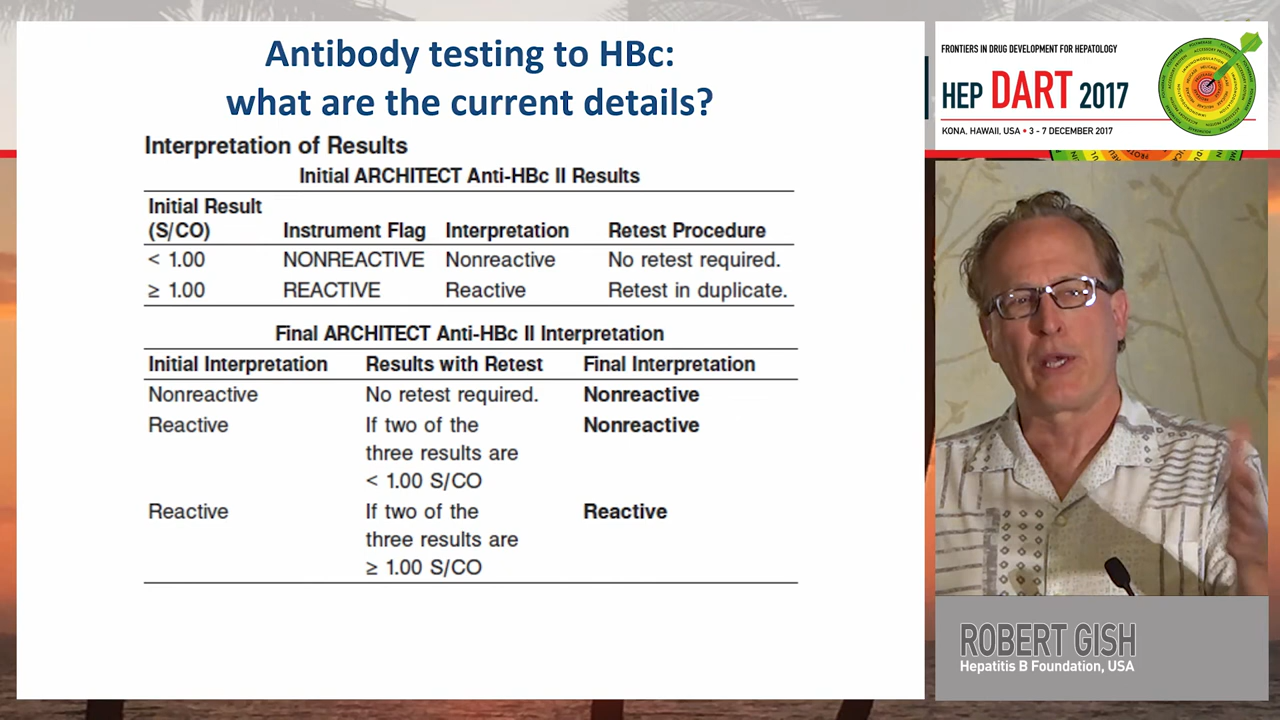 Antibody testing to HBc:
what are the current details?
Interpretation of Results
Initial ARCHITECT Anti-HBc II Results
Initial Result
(S/CO) Instrument Flag Interpretation Retest Procedure
< 1.00 NONREACTIVE Nonreactive No retest required.
≥ 1.00 REACTIVE Reactive Retest in duplicate.
Final ARCHITECT Anti-HBc II Interpretation
Initial Interpretation Results with Retest Final Interpretation
Nonreactive No retest required. Nonreactive
Reactive If two of the Nonreactive
three results are
< 1.00 S/CO
Reactive If two of the Reactive
three results are
≥ 1.00 S/CO
FRONTIERS IN DRUG DEVELOPMENT FOR HEPATOLOGY
HEP DART 2017
KONA, HAWAII, USA • 3 - 7 DECEMBER 2017
ROBERT GISH
Hepatitis B Foundation, USA